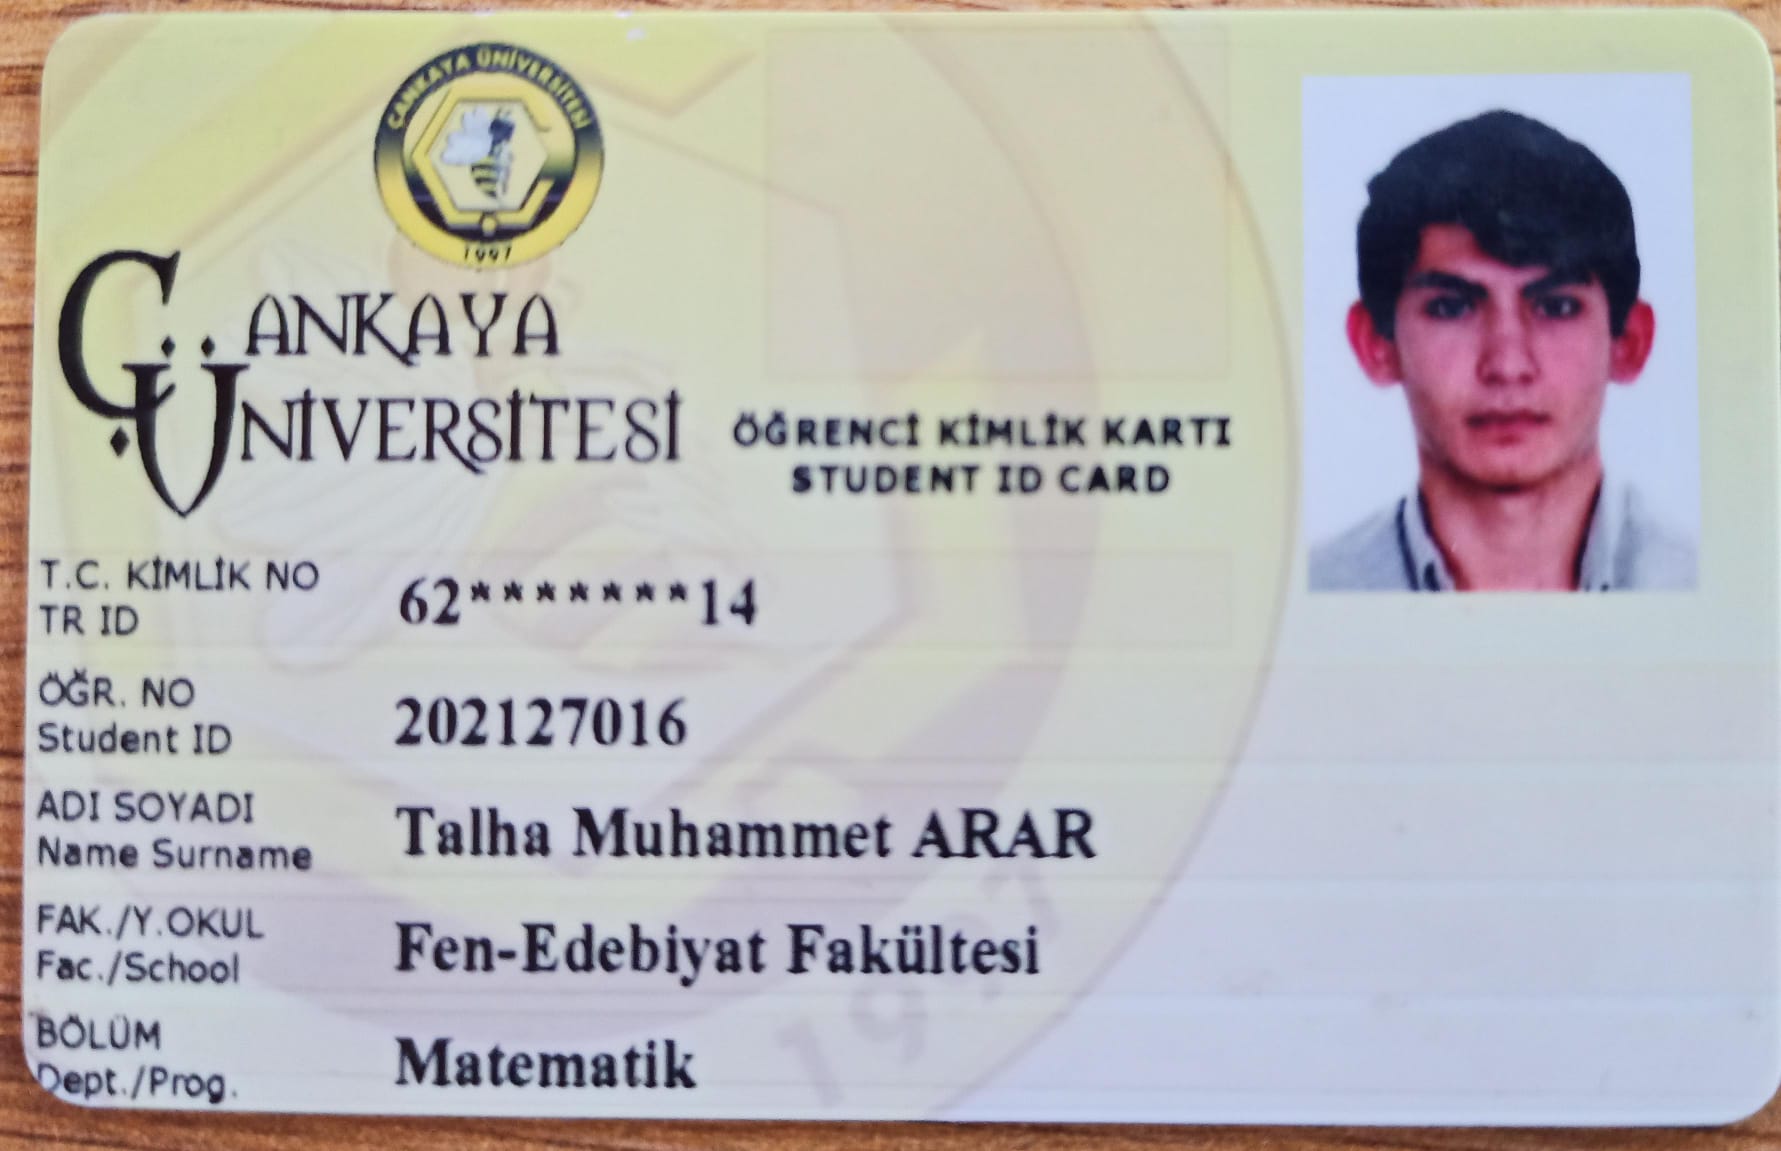 ÇANKAYA ÜNİVERSİTESİ
1997
ÇANKAYA
ÜNİVERSİTESİ
ÖĞRENCİ KİMLİK KARTI
STUDENT ID CARD
T.C. KİMLİK NO
TR ID
62*******14
ÖĞR. NO
Student ID
202127016
ADI SOYADI
Name Surname
Talha Muhammet ARAR
FAK./Y.OKUL
Fac./School
Fen-Edebiyat Fakültesi
BÖLÜM
Dept./Prog.
Matematik
1997